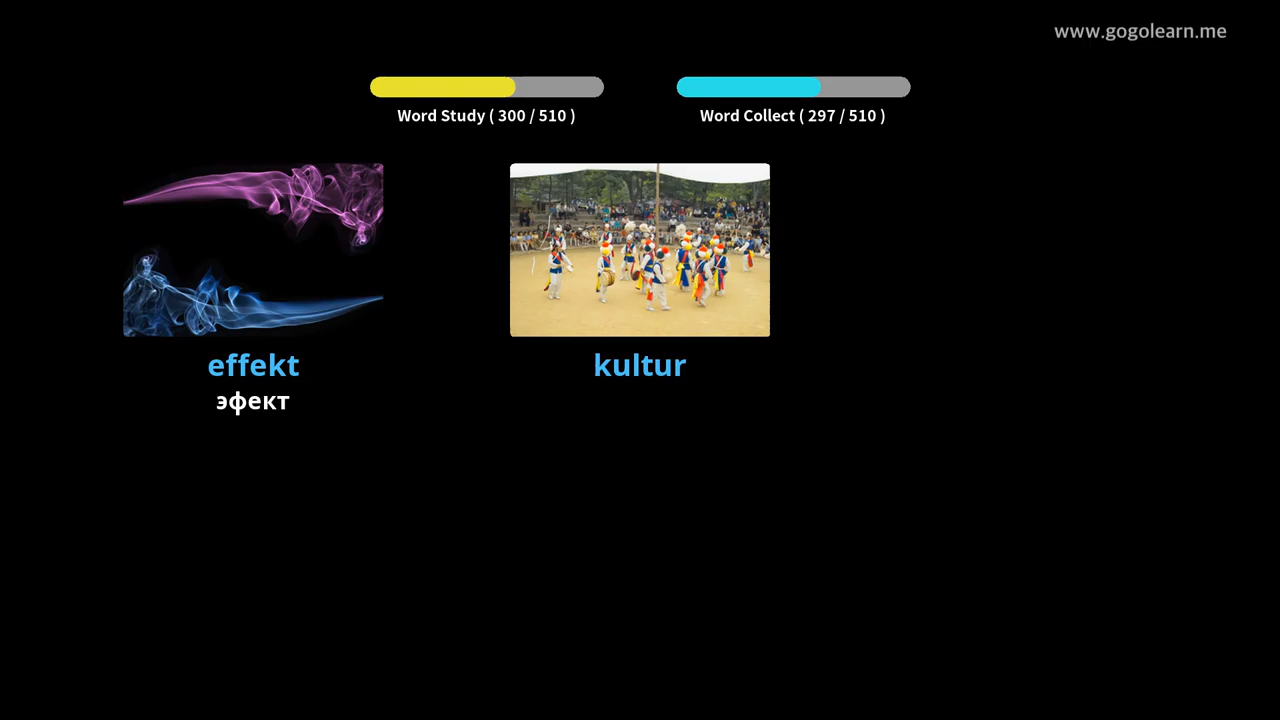 www.gogolearn.me
Word Study ( 300 / 510 )
Word Collect ( 297 / 510 )
effekt
эфект
kultur